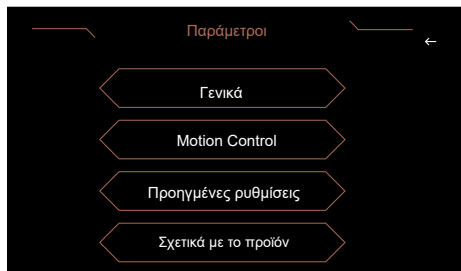 Παράμετροι
Γενικά
Motion Control
Προηγμένες ρυθμίσεις
Σχετικά με το προϊόν